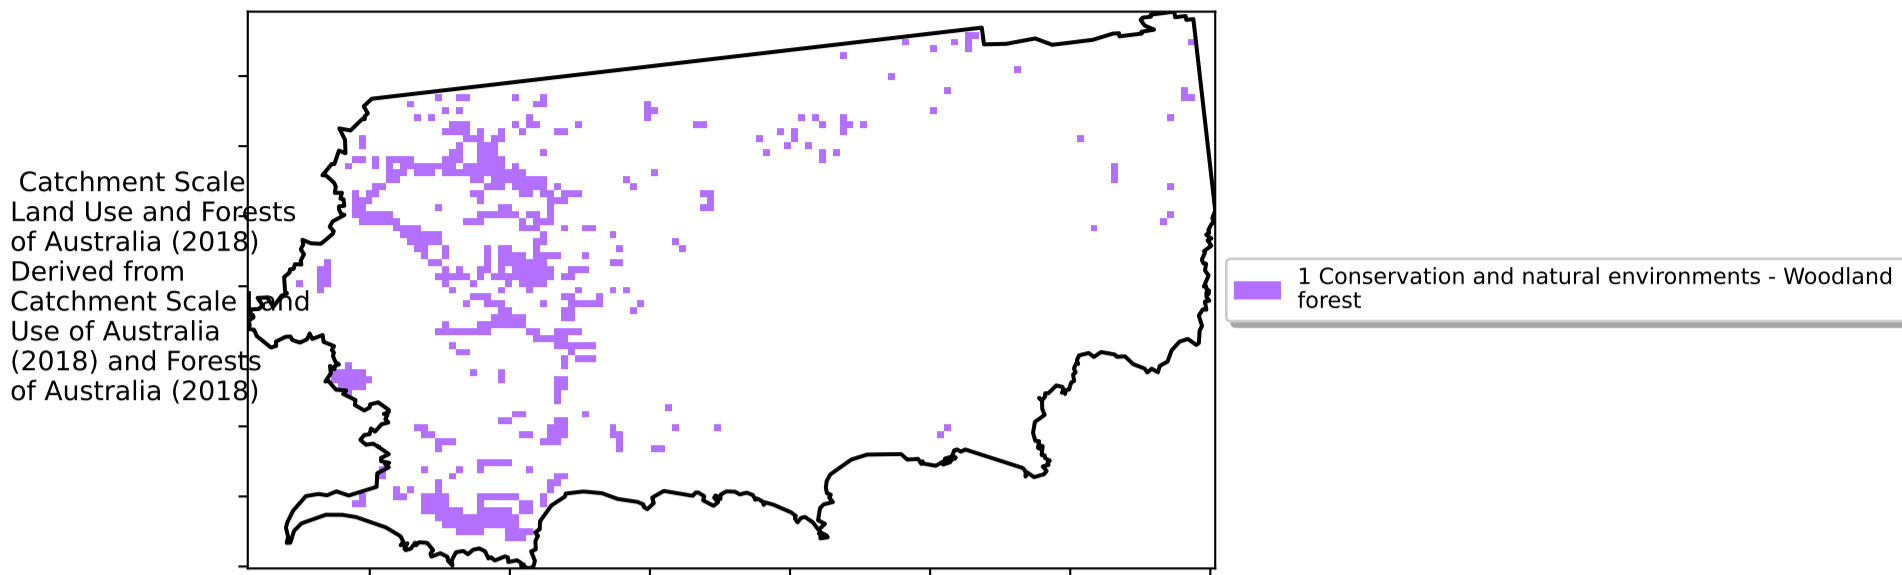 Catchment Scale
Land Use and Forests
of Australia (2018)
Derived from
Catchment Scale Land
Use of Australia
(2018) and Forests
of Australia (2018)
1 Conservation and natural environments - Woodland
forest